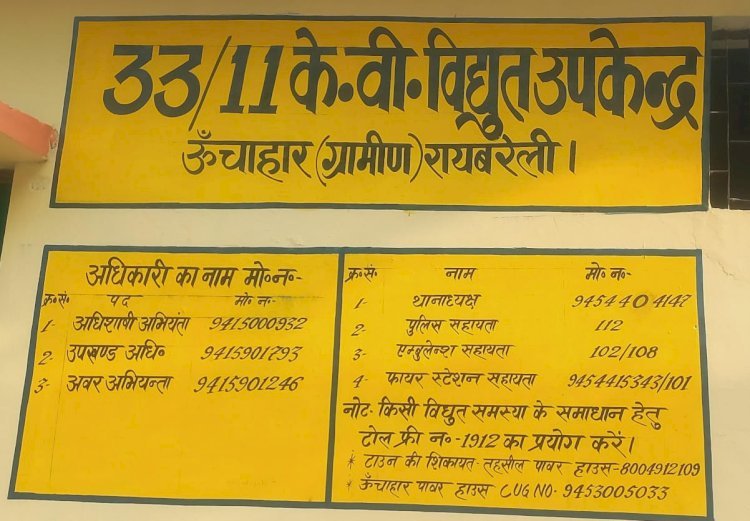 33/11 के॰वी॰ विद्युत उपकेन्द्र
ऊँचाहार (ग्रामीण) रायबरेली।
अधिकारी का नाम मो॰न॰-
क्र॰सं॰ पद मो॰ न॰-
1- अधिशाषी अभियंता 9415000932
2- उपखण्ड अधि॰ 9415901793
3- अवर अभियन्ता 9415901246
क्र॰सं॰ नाम मो॰ न॰-
1- थानाध्यक्ष 9454404147
2 पुलिस सहायता 112
3- एम्बुलेन्श सहायता 102/108
4- फायर स्टेशन सहायता 9454415343/101
नोट- किसी विद्युत समस्या के समाधान हेतु
टोल फ्री न॰-1912 का प्रयोग करें।
* टाउन की शिकायत- तहसील पावर हाउस-8004912109
* ऊँचाहार पावर हाउस CUG NO- 9453005033